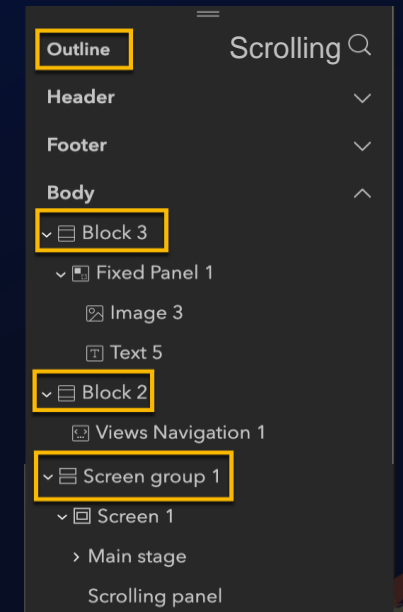 Outline Scrolling
Header
Footer
Body
Block 3
Fixed Panel 1
Image 3
T Text 5
Block 2
Views Navigation 1
Screen group 1
Screen 1
Main stage
Scrolling panel